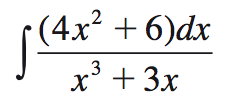 ∫ (4x² + 6)dx / x³ + 3x